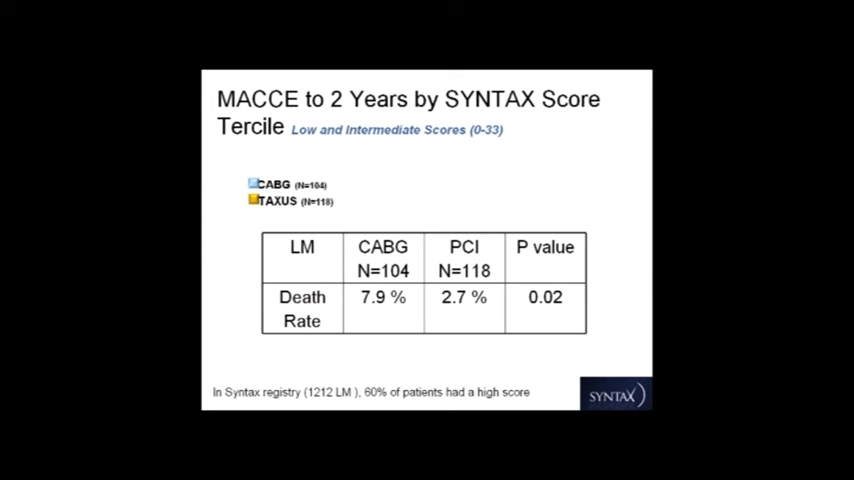 MACCE to 2 Years by SYNTAX Score
Tercile Low and Intermediate Scores (0-33)
CABG (N=104)
TAXUS (N=118)
LM CABG PCI P value
N=104 N=118
Death 7.9 % 2.7 % 0.02
Rate
In Syntax registry (1212 LM ), 60% of patients had a high score
SYNTAX